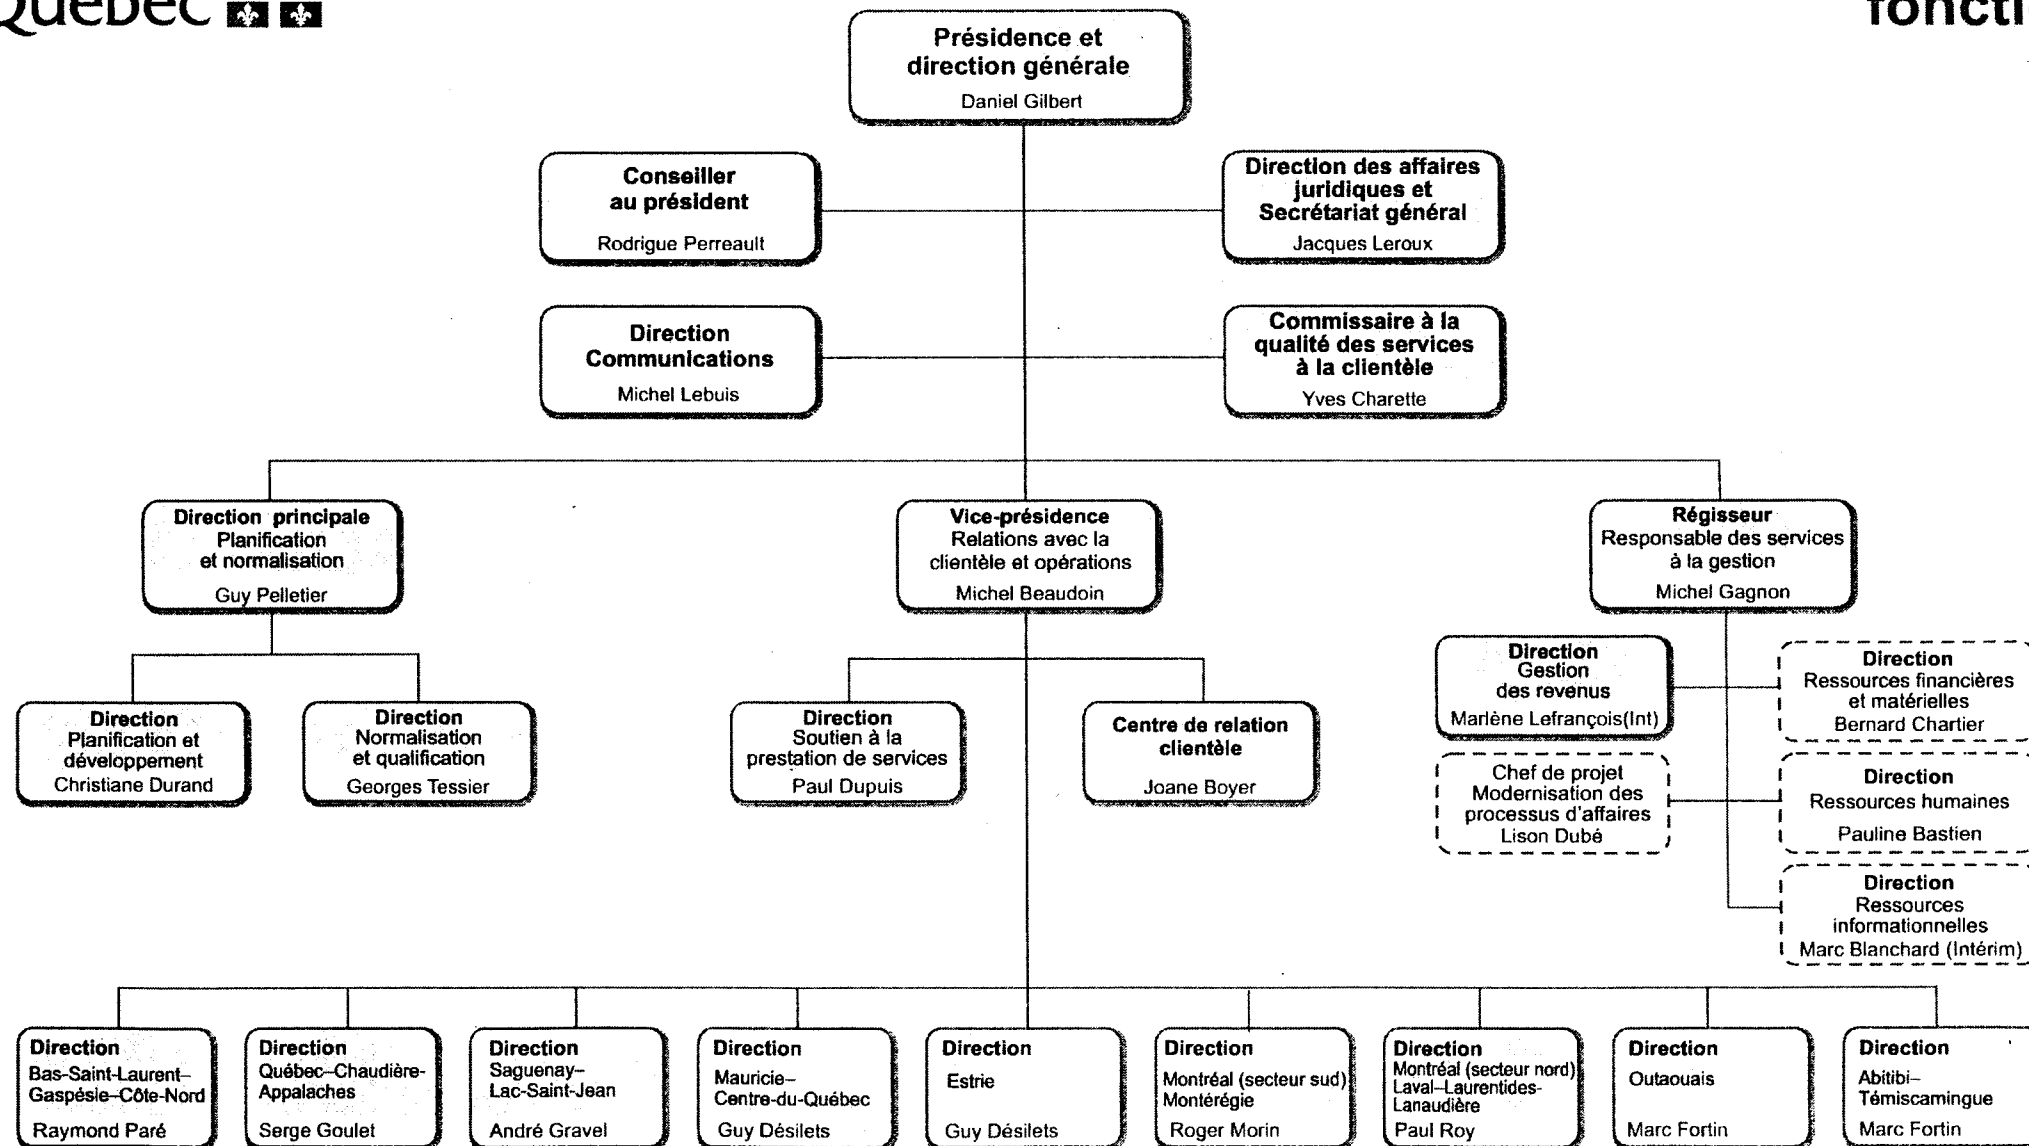 Québec
foncti
Présidence et
direction générale
Daniel Gilbert
Conseiller
au président
Rodrigue Perreault
Direction des affaires
juridiques et
Secrétariat général
Jacques Leroux
Direction
Communications
Michel Lebuis
Commissaire à la
qualité des services
à la clientèle
Yves Charette
Direction principale
Planification
et normalisation
Guy Pelletier
Vice-présidence
Relations avec la
clientèle et opérations
Michel Beaudoin
Régisseur
Responsable des services
à la gestion
Michel Gagnon
Direction
Planification et
développement
Christiane Durand
Direction
Normalisation
et qualification
Georges Tessier
Direction
Soutien à la
prestation de services
Paul Dupuis
Centre de relation
clientèle
Joane Boyer
Direction
Gestion
des revenus
Marlène Lefrançois(Int)
Direction
Ressources financières
et matérielles
Bernard Chartier
Chef de projet
Modernisation des
processus d'affaires
Lison Dubé
Direction
Ressources humaines
Pauline Bastien
Direction
Ressources
informationnelles
Marc Blanchard (Intérim)
Direction
Bas-Saint-Laurent–
Gaspésie–Côte-Nord
Raymond Paré
Direction
Québec–Chaudière-
Appalaches
Serge Goulet
Direction
Saguenay–
Lac-Saint-Jean
André Gravel
Direction
Mauricie–
Centre-du-Québec
Guy Désilets
Direction
Estrie
Guy Désilets
Direction
Montréal (secteur sud)
Montérégie
Roger Morin
Direction
Montréal (secteur nord)
Laval–Laurentides-
Lanaudière
Paul Roy
Direction
Outaouais
Marc Fortin
Direction
Abitibi–
Témiscamingue
Marc Fortin